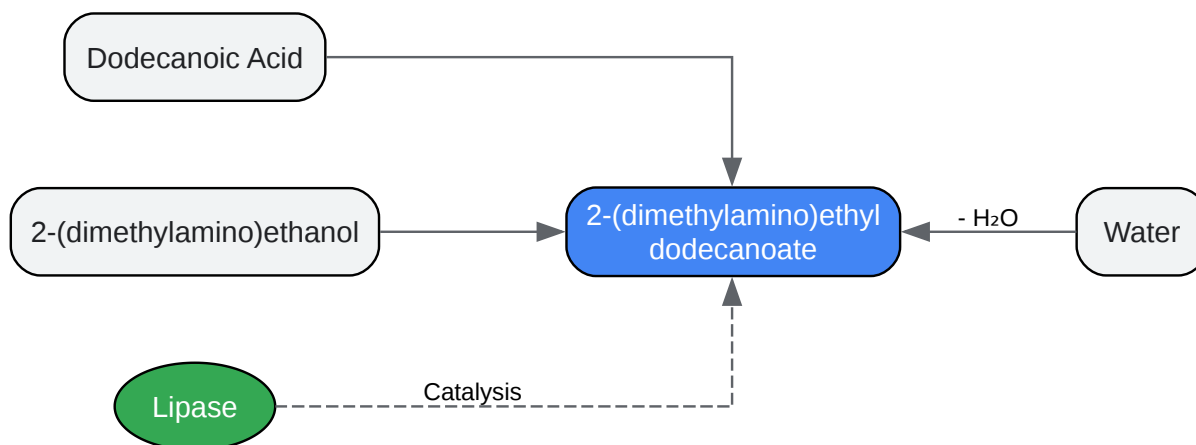 Dodecanoic Acid
2-(dimethylamino)ethanol
2-(dimethylamino)ethyl
dodecanoate
- H₂O
Water
Lipase
Catalysis